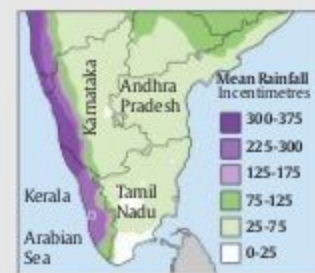 Karnataka
Andhra
Pradesh
Mean Rainfall
Incentimetres
300-375
225-300
125-175
75-125
25-75
0-25
Kerala
Tamil
Nadu
Arabian
Sea